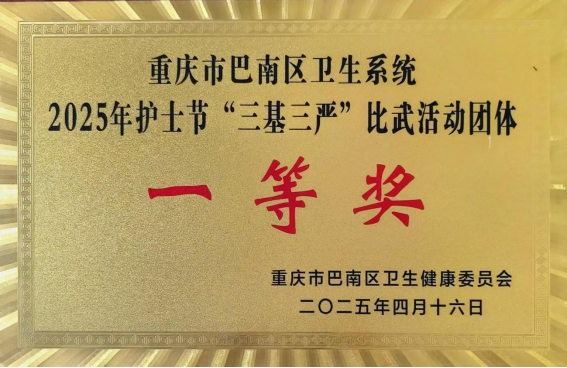 重庆市巴南区卫生系统
2025年护士节“三基三严”比武活动团体
一等奖
重庆市巴南区卫生健康委员会
二〇二五年四月十六日